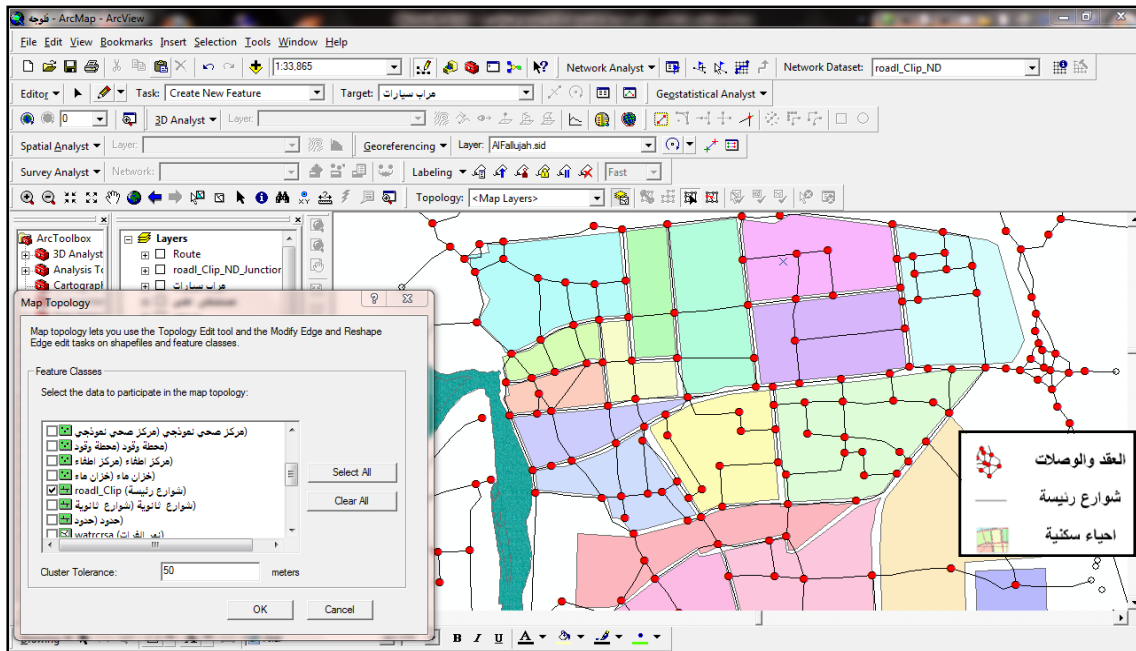 فلوجه - ArcMap - ArcView
File Edit View Bookmarks Insert Selection Tools Window Help
1:33,865 Network Analyst Network Dataset: roadl_Clip_ND
Editor Task: Create New Feature Target: عراب سيارات Geostatistical Analyst
0 3D Analyst Layer:
Spatial Analyst Layer: Georeferencing Layer: AlFallujah.sid
Survey Analyst Network: Labeling Fast
Topology: <Map Layers>
ArcToolbox
3D Analyst
Analysis To
Cartograph
Layers
Route
roadl_Clip_ND_Junction
عراب سيارات
Map Topology
Map topology lets you use the Topology Edit tool and the Modify Edge and Reshape
Edge edit tasks on shapefiles and feature classes.
Feature Classes
Select the data to participate in the map topology:
مركز صحي نموذجي (مركز صحي نموذجي)
محطة وقود (محطة وقود)
مركز اطفاء (مركز اطفاء)
خزان ماء (خزان ماء)
roadl_Clip (شوارع رئيسة)
شوارع ثانوية (شوارع ثانوية)
حدود (حدود)
watrcrsa (نهر الفرات)
Select All
Clear All
Cluster Tolerance: 50 meters
OK Cancel
العقد والوصلات
شوارع رئيسة
احياء سكنية
B I U A